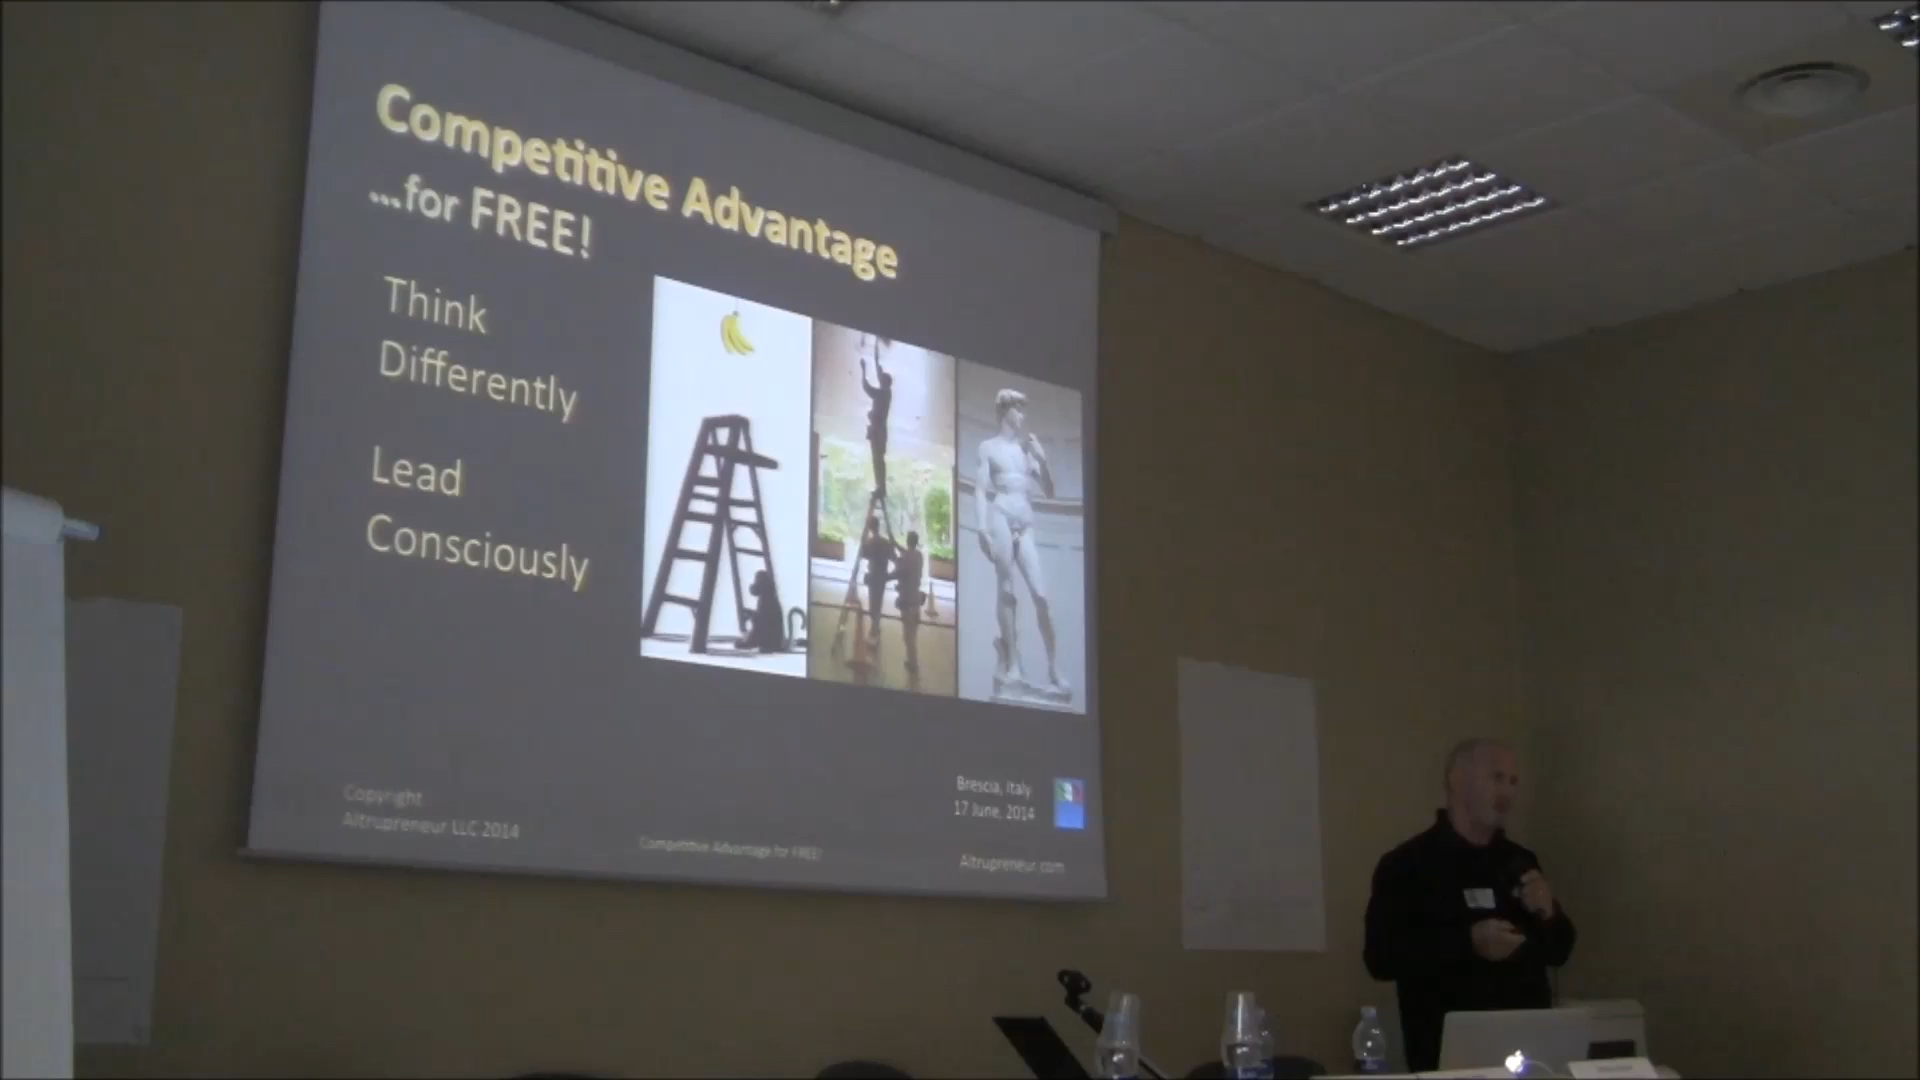 Competitive Advantage
...for FREE!
Think
Differently
Lead
Consciously
Copyright
Altrupreneur LLC 2014
Competitive Advantage for FREE!
Brescia, Italy
17 June, 2014
Altrupreneur.com